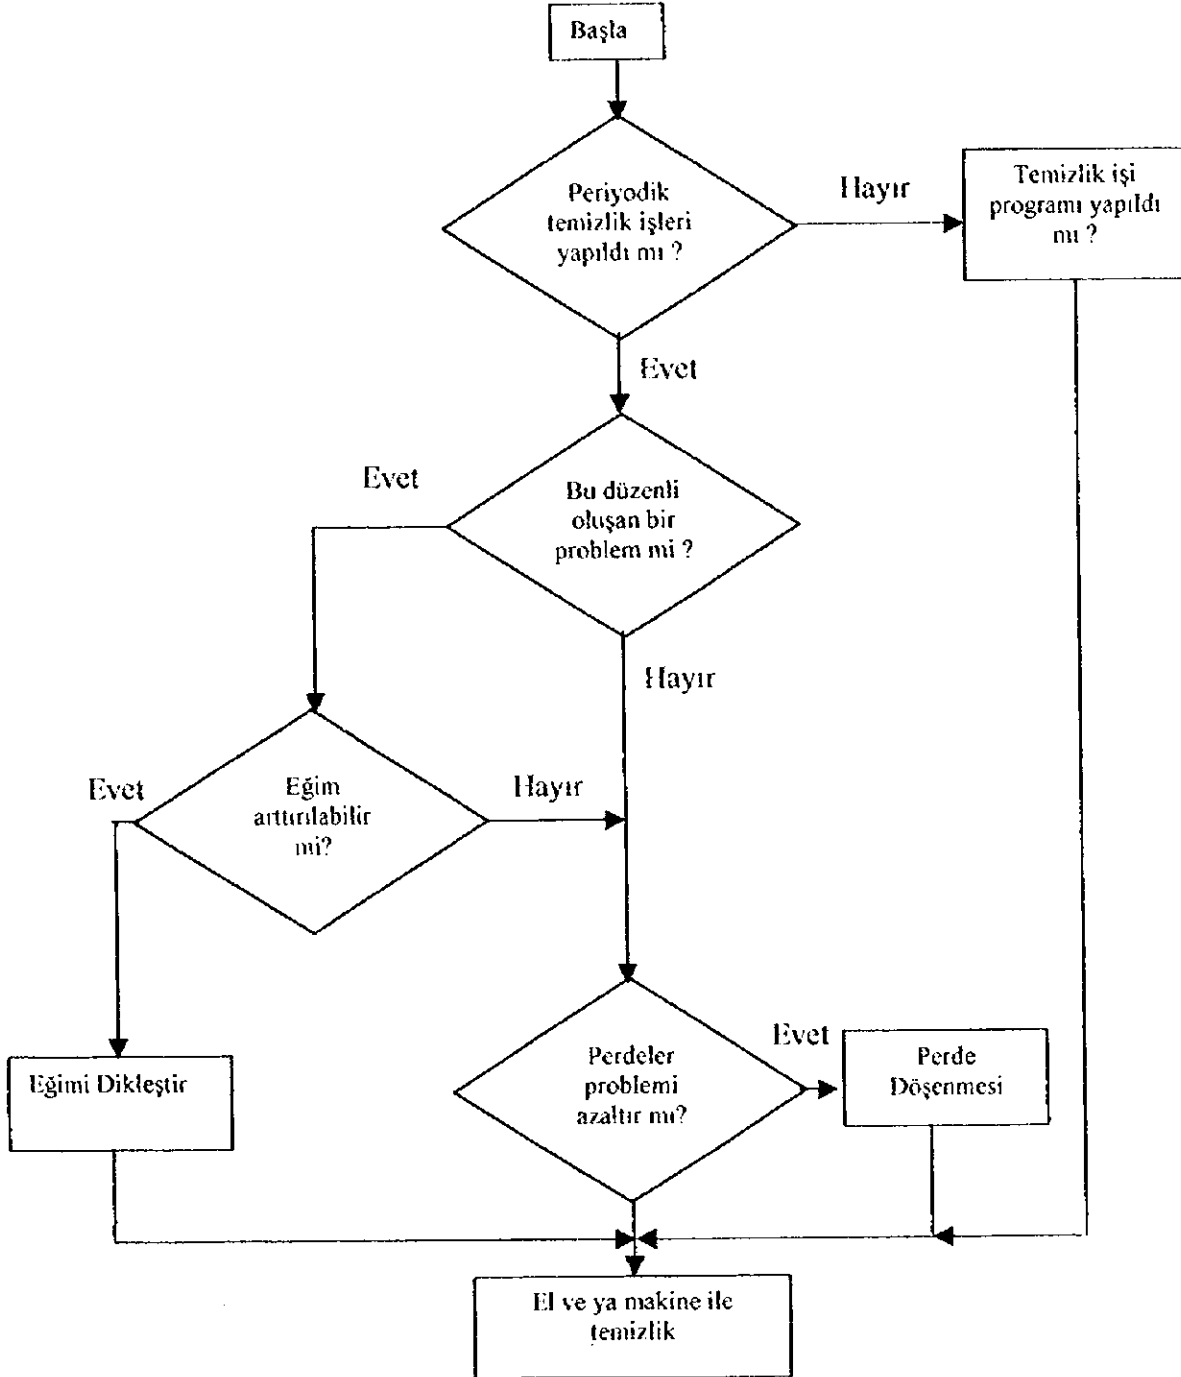 Başla
Periyodik
temizlik işleri
yapıldı mı ?
Hayır
Temizlik işi
programı yapıldı
mı ?
Evet
Bu düzenli
oluşan bir
problem mi ?
Evet
Hayır
Eğim
arttırılabilir
mi?
Evet
Hayır
Eğimi Dikleştir
Perdeler
problemi
azaltır mı?
Evet
Perde
Döşenmesi
El ve ya makine ile
temizlik